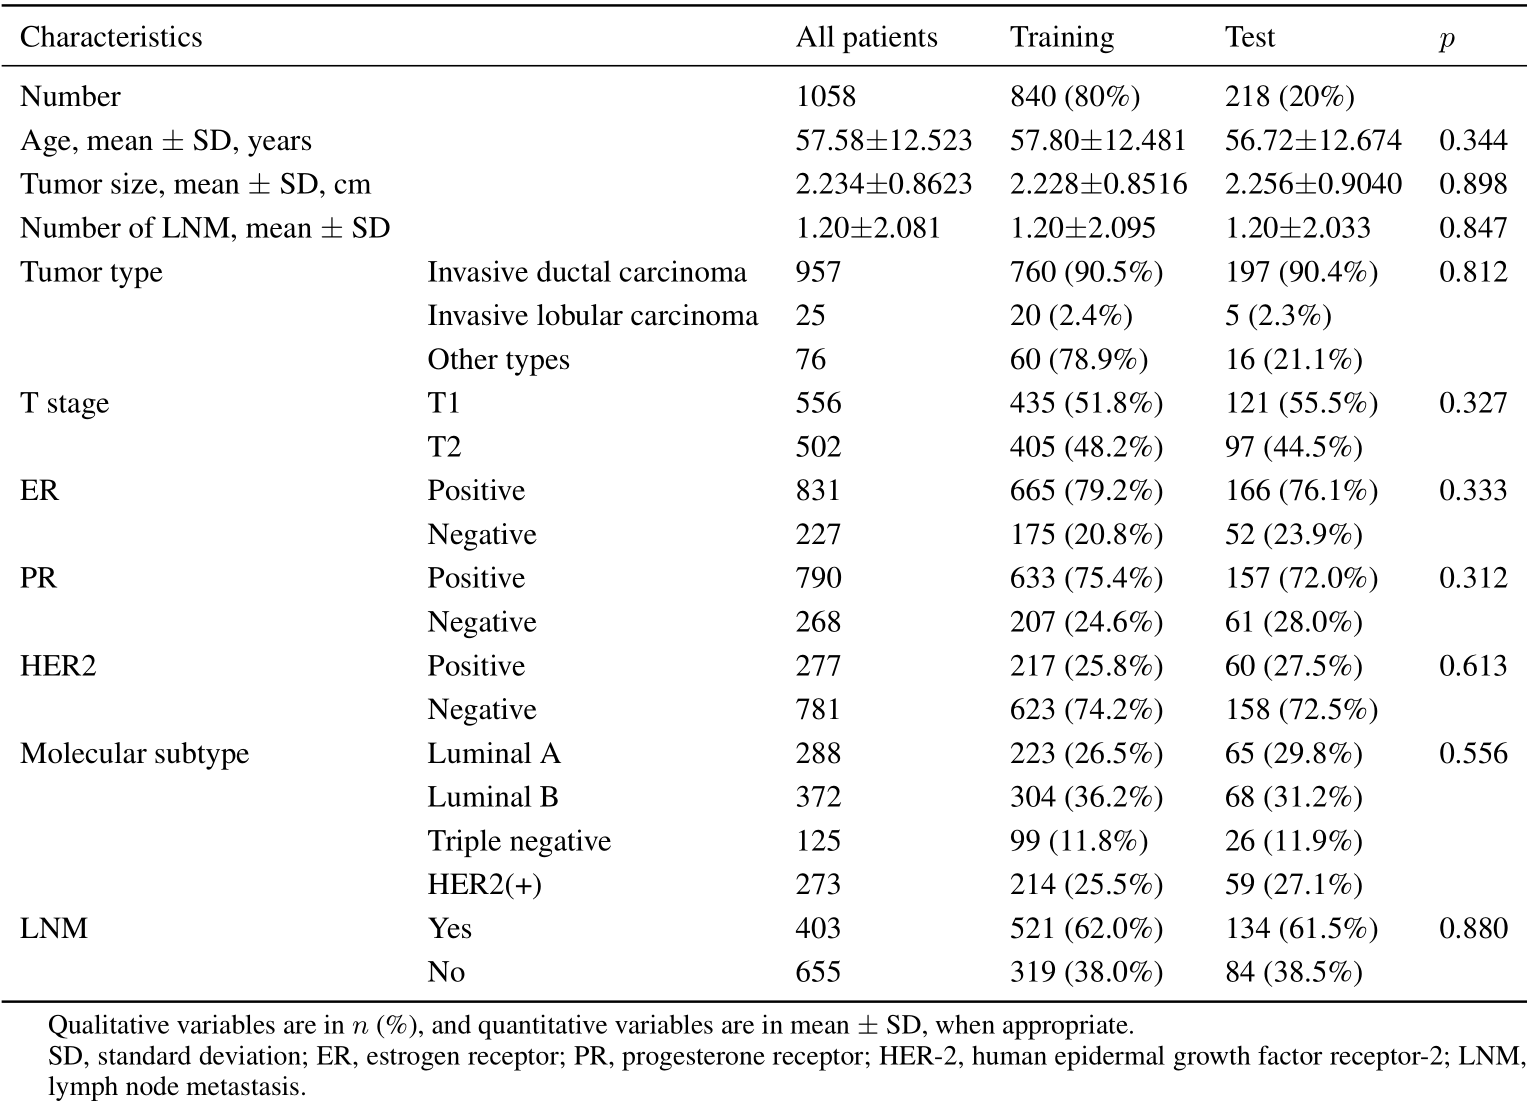 Characteristics All patients Training Test p
Number 1058 840 (80%) 218 (20%)
Age, mean ± SD, years 57.58±12.523 57.80±12.481 56.72±12.674 0.344
Tumor size, mean ± SD, cm 2.234±0.8623 2.228±0.8516 2.256±0.9040 0.898
Number of LNM, mean ± SD 1.20±2.081 1.20±2.095 1.20±2.033 0.847
Tumor type Invasive ductal carcinoma 957 760 (90.5%) 197 (90.4%) 0.812
Invasive lobular carcinoma 25 20 (2.4%) 5 (2.3%)
Other types 76 60 (78.9%) 16 (21.1%)
T stage T1 556 435 (51.8%) 121 (55.5%) 0.327
T2 502 405 (48.2%) 97 (44.5%)
ER Positive 831 665 (79.2%) 166 (76.1%) 0.333
Negative 227 175 (20.8%) 52 (23.9%)
PR Positive 790 633 (75.4%) 157 (72.0%) 0.312
Negative 268 207 (24.6%) 61 (28.0%)
HER2 Positive 277 217 (25.8%) 60 (27.5%) 0.613
Negative 781 623 (74.2%) 158 (72.5%)
Molecular subtype Luminal A 288 223 (26.5%) 65 (29.8%) 0.556
Luminal B 372 304 (36.2%) 68 (31.2%)
Triple negative 125 99 (11.8%) 26 (11.9%)
HER2(+) 273 214 (25.5%) 59 (27.1%)
LNM Yes 403 521 (62.0%) 134 (61.5%) 0.880
No 655 319 (38.0%) 84 (38.5%)
Qualitative variables are in n (%), and quantitative variables are in mean ± SD, when appropriate.
SD, standard deviation; ER, estrogen receptor; PR, progesterone receptor; HER-2, human epidermal growth factor receptor-2; LNM,
lymph node metastasis.